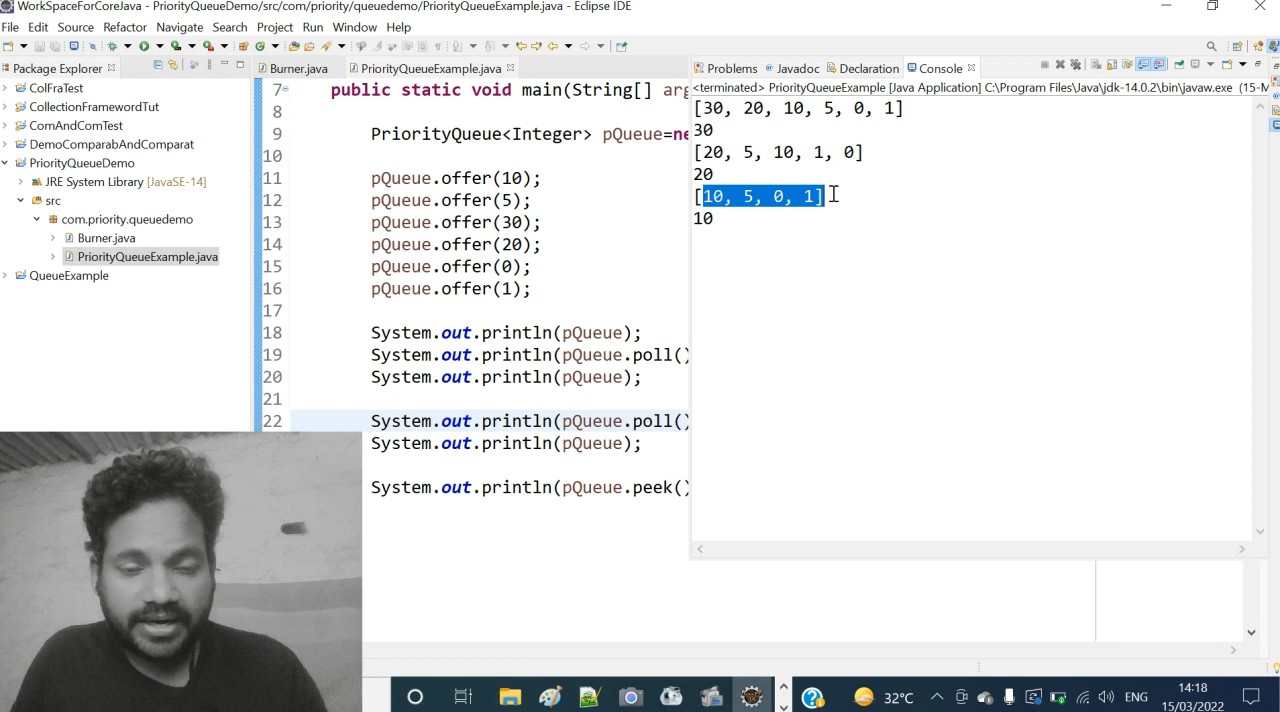 WorkSpaceForCoreJava - PriorityQueueDemo/src/com/priority/queuedemo/PriorityQueueExample.java - Eclipse IDE
File Edit Source Refactor Navigate Search Project Run Window Help
Package Explorer
ColFraTest
CollectionFramewordTut
ComAndComTest
DemoComparabAndComparat
PriorityQueueDemo
JRE System Library [JavaSE-14]
src
com.priority.queuedemo
Burner.java
PriorityQueueExample.java
QueueExample
Burner.java PriorityQueueExample.java
7 public static void main(String[] arg
8
9 PriorityQueue<Integer> pQueue=ne
10
11 pQueue.offer(10);
12 pQueue.offer(5);
13 pQueue.offer(30);
14 pQueue.offer(20);
15 pQueue.offer(0);
16 pQueue.offer(1);
17
18 System.out.println(pQueue);
19 System.out.println(pQueue.poll()
20 System.out.println(pQueue);
21
22 System.out.println(pQueue.poll()
System.out.println(pQueue);
System.out.println(pQueue.peek()
Problems Javadoc Declaration Console
<terminated> PriorityQueueExample [Java Application] C:\Program Files\Java\jdk-14.0.2\bin\javaw.exe (15-M
[30, 20, 10, 5, 0, 1]
30
[20, 5, 10, 1, 0]
20
[10, 5, 0, 1]
10
32°C
ENG
14:18
15/03/2022